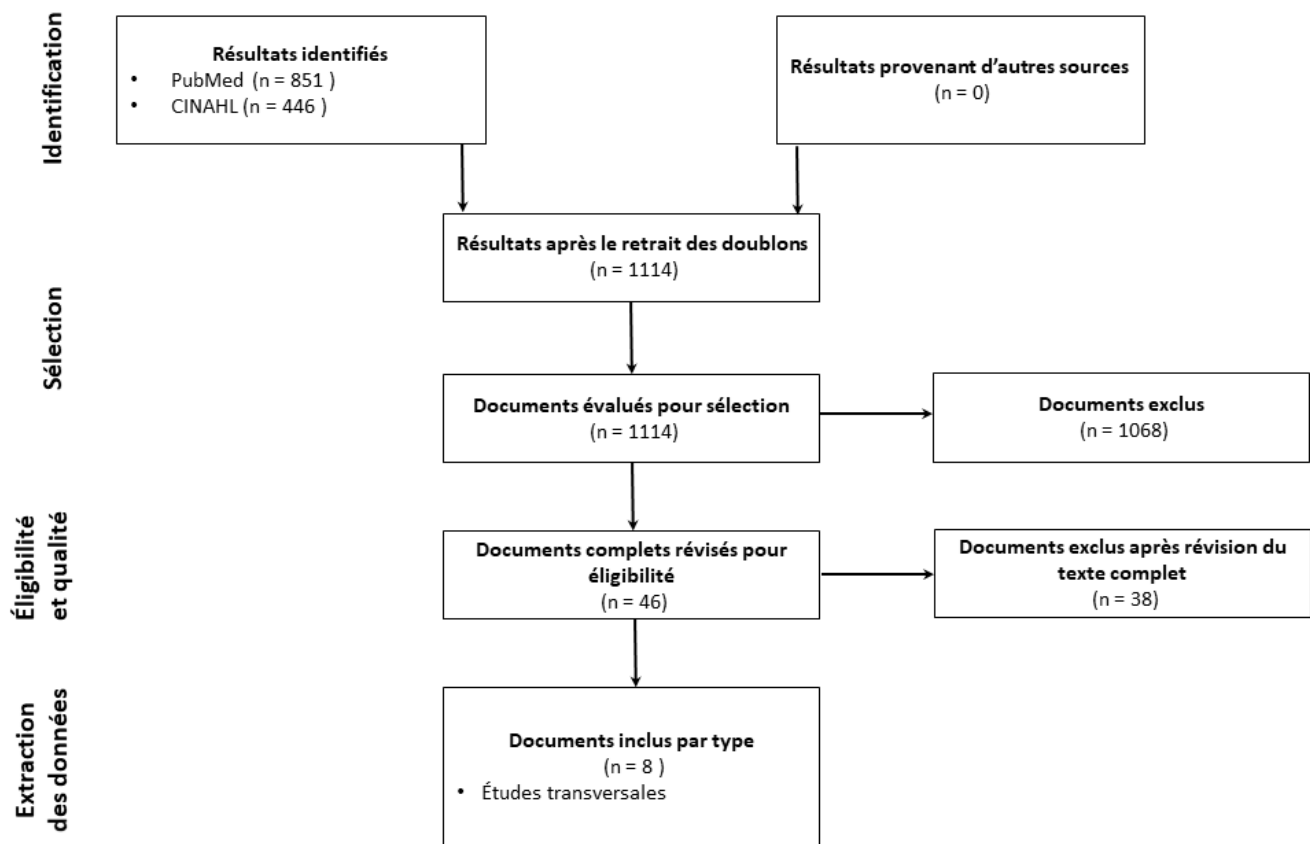 Identification
Résultats identifiés
• PubMed (n = 851 )
• CINAHL (n = 446 )
Résultats provenant d'autres sources
(n = 0)
Sélection
Résultats après le retrait des doublons
(n = 1114)
Documents évalués pour sélection
(n = 1114)
Documents exclus
(n = 1068)
Éligibilité
et qualité
Documents complets révisés pour
éligibilité
(n = 46)
Documents exclus après révision du
texte complet
(n = 38)
Extraction
des données
Documents inclus par type
(n = 8 )
• Études transversales